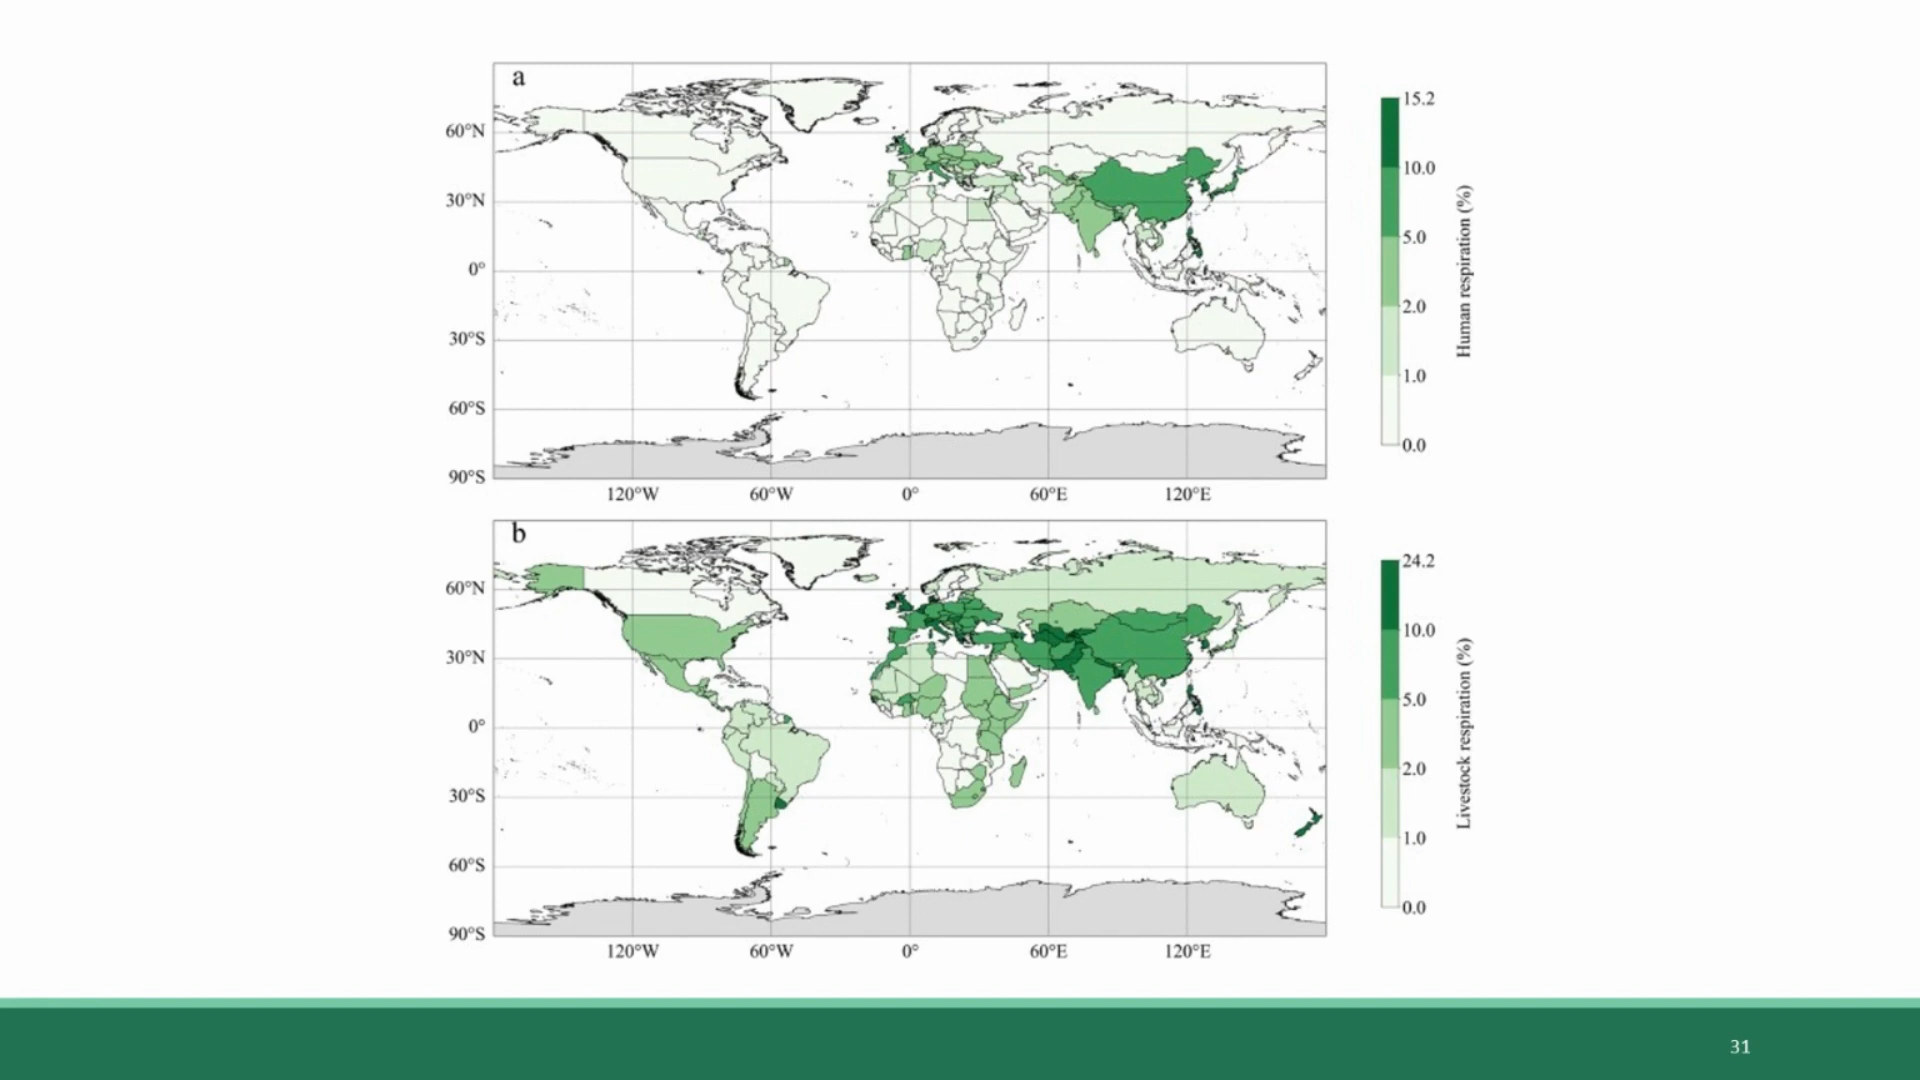 a
60°N
30°N
0°
30°S
60°S
90°S
120°W 60°W 0° 60°E 120°E
15.2
10.0
5.0
2.0
1.0
0.0
Human respiration (%)
b
60°N
30°N
0°
30°S
60°S
90°S
120°W 60°W 0° 60°E 120°E
24.2
10.0
5.0
2.0
1.0
0.0
Livestock respiration (%)
31